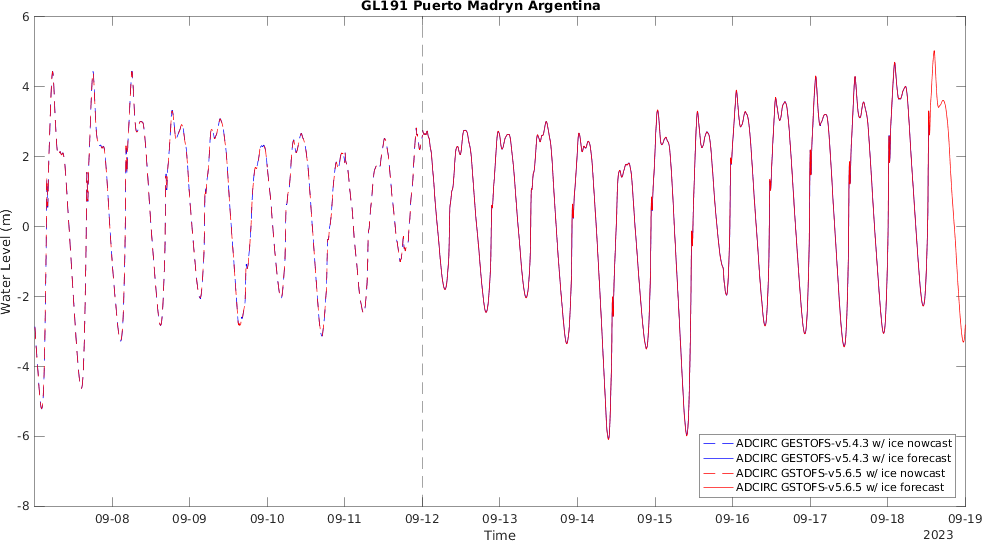 GL191 Puerto Madryn Argentina
Water Level (m)
6
4
2
0
-2
-4
-6
-8
ADCIRC GESTOFS-v5.4.3 w/ ice nowcast
ADCIRC GESTOFS-v5.4.3 w/ ice forecast
ADCIRC GSTOFS-v5.6.5 w/ ice nowcast
ADCIRC GSTOFS-v5.6.5 w/ ice forecast
09-08 09-09 09-10 09-11 09-12 09-13 09-14 09-15 09-16 09-17 09-18 09-19
Time
2023